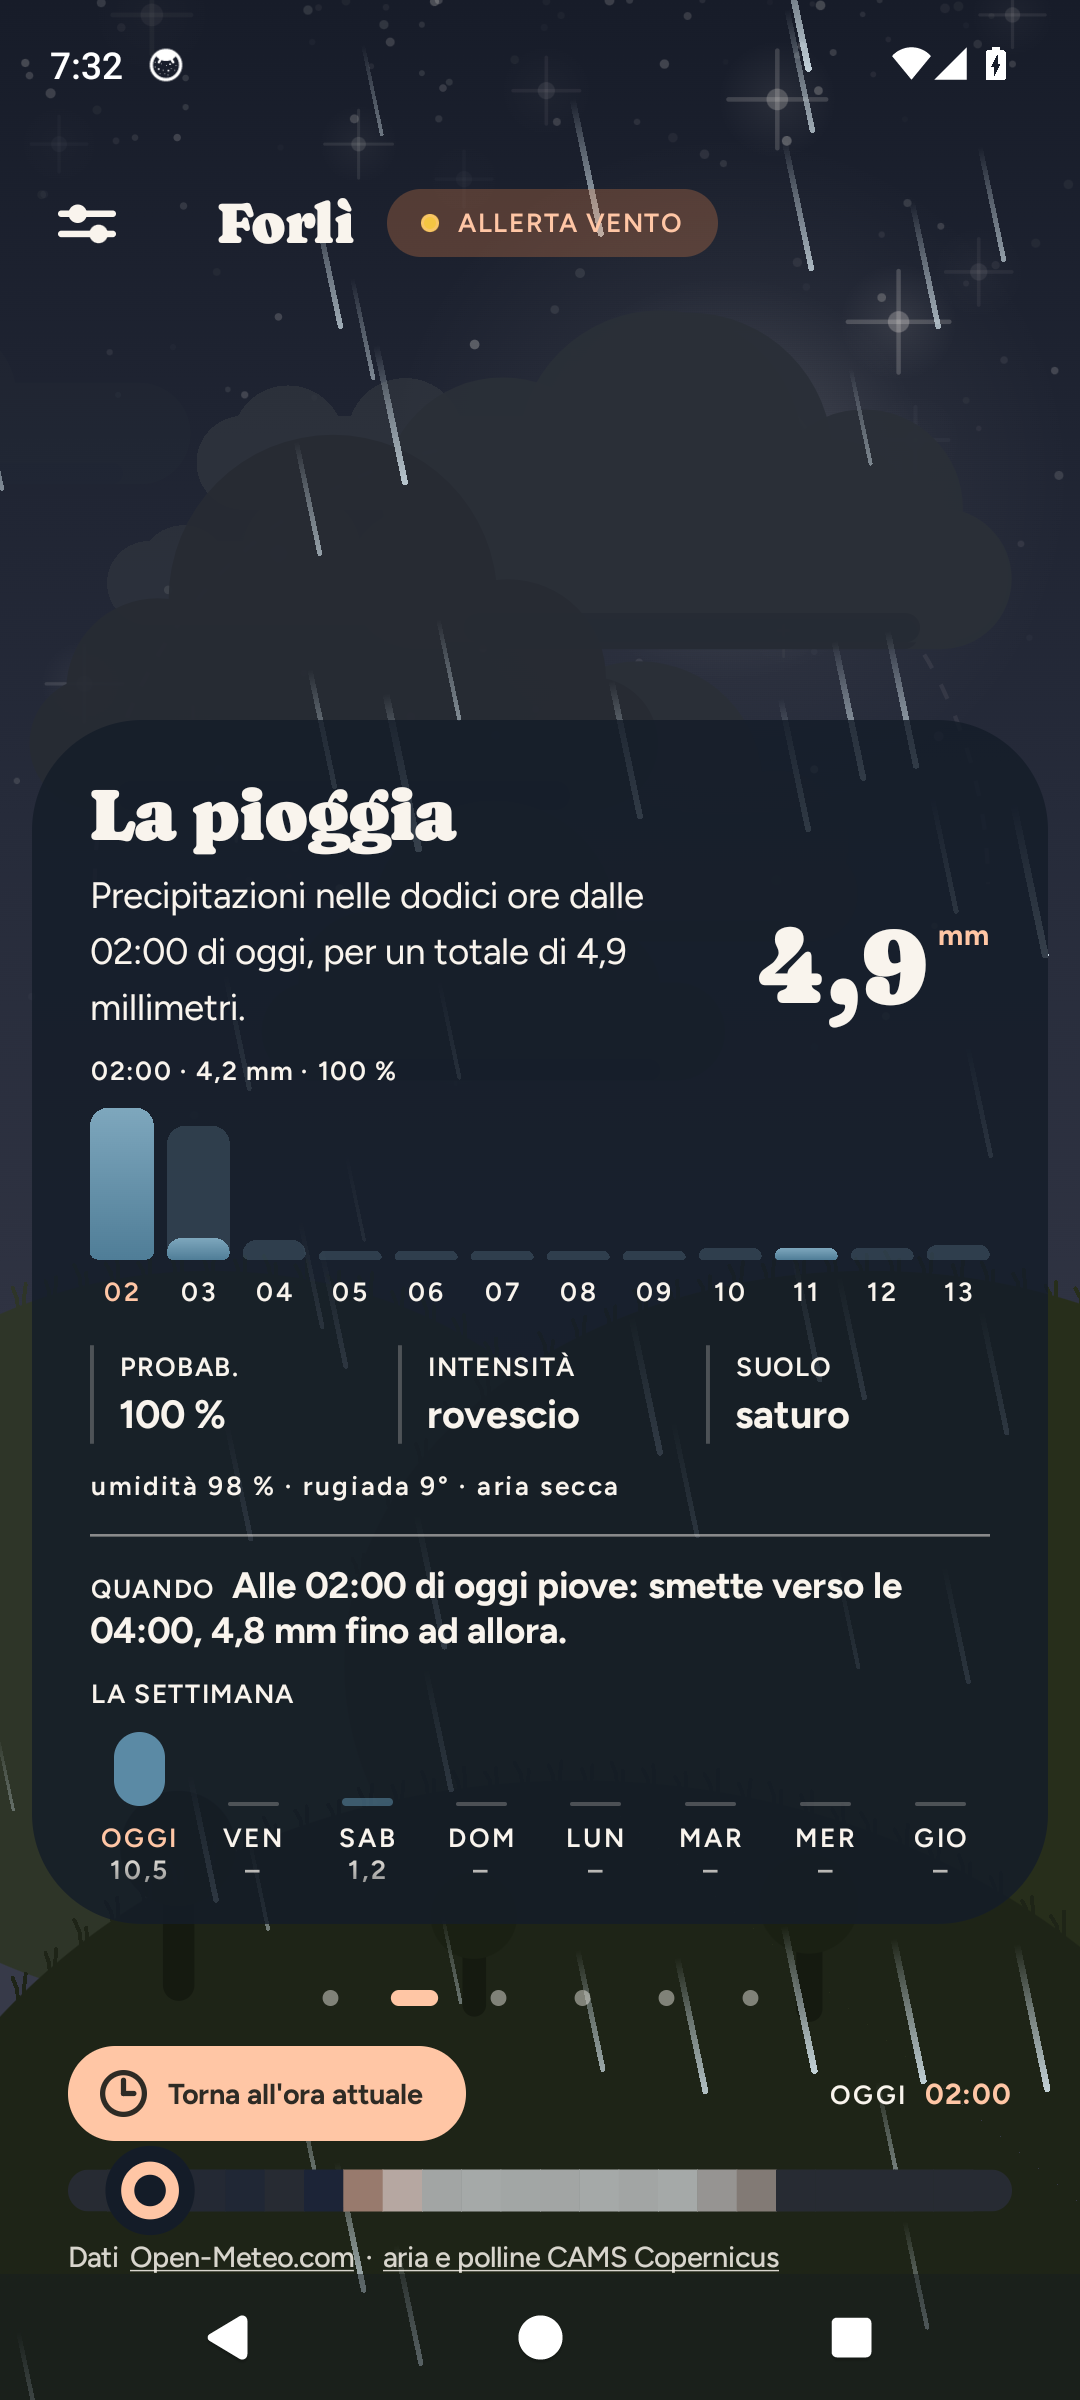 7:32
Forlì
ALLERTA VENTO
La pioggia
Precipitazioni nelle dodici ore dalle
02:00 di oggi, per un totale di 4,9
millimetri.
4,9 mm
02:00 · 4,2 mm · 100 %
02 03 04 05 06 07 08 09 10 11 12 13
PROBAB. INTENSITÀ SUOLO
100 % rovescio saturo
umidità 98 % · rugiada 9° · aria secca
QUANDO Alle 02:00 di oggi piove: smette verso le
04:00, 4,8 mm fino ad allora.
LA SETTIMANA
OGGI VEN SAB DOM LUN MAR MER GIO
10,5 – 1,2 – – – – –
Torna all'ora attuale
OGGI 02:00
Dati Open-Meteo.com · aria e polline CAMS Copernicus